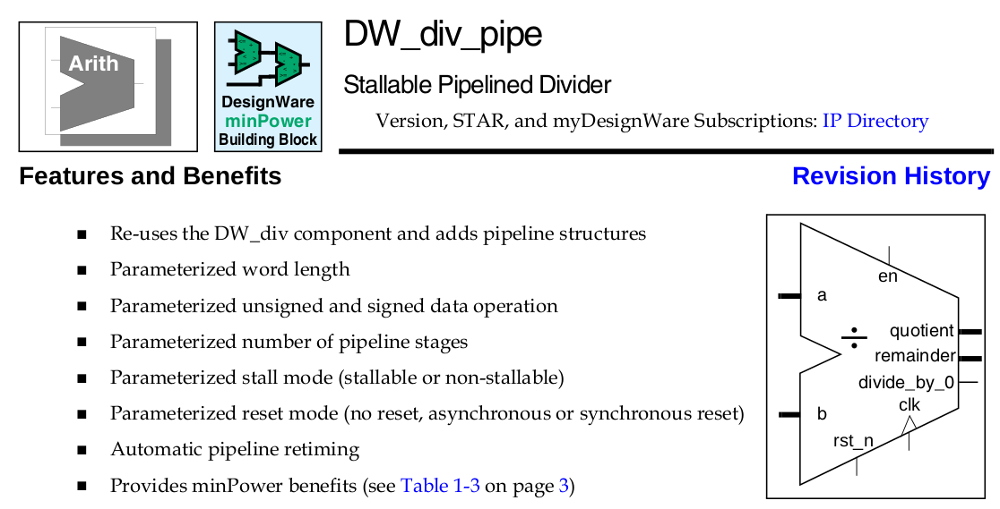 Arith
DesignWare
minPower
Building Block
DW_div_pipe
Stallable Pipelined Divider
Version, STAR, and myDesignWare Subscriptions: IP Directory
Features and Benefits
Revision History
■ Re-uses the DW_div component and adds pipeline structures
■ Parameterized word length
■ Parameterized unsigned and signed data operation
■ Parameterized number of pipeline stages
■ Parameterized stall mode (stallable or non-stallable)
■ Parameterized reset mode (no reset, asynchronous or synchronous reset)
■ Automatic pipeline retiming
■ Provides minPower benefits (see Table 1-3 on page 3)
en
a
÷
quotient
remainder
divide_by_0
clk
b
rst_n